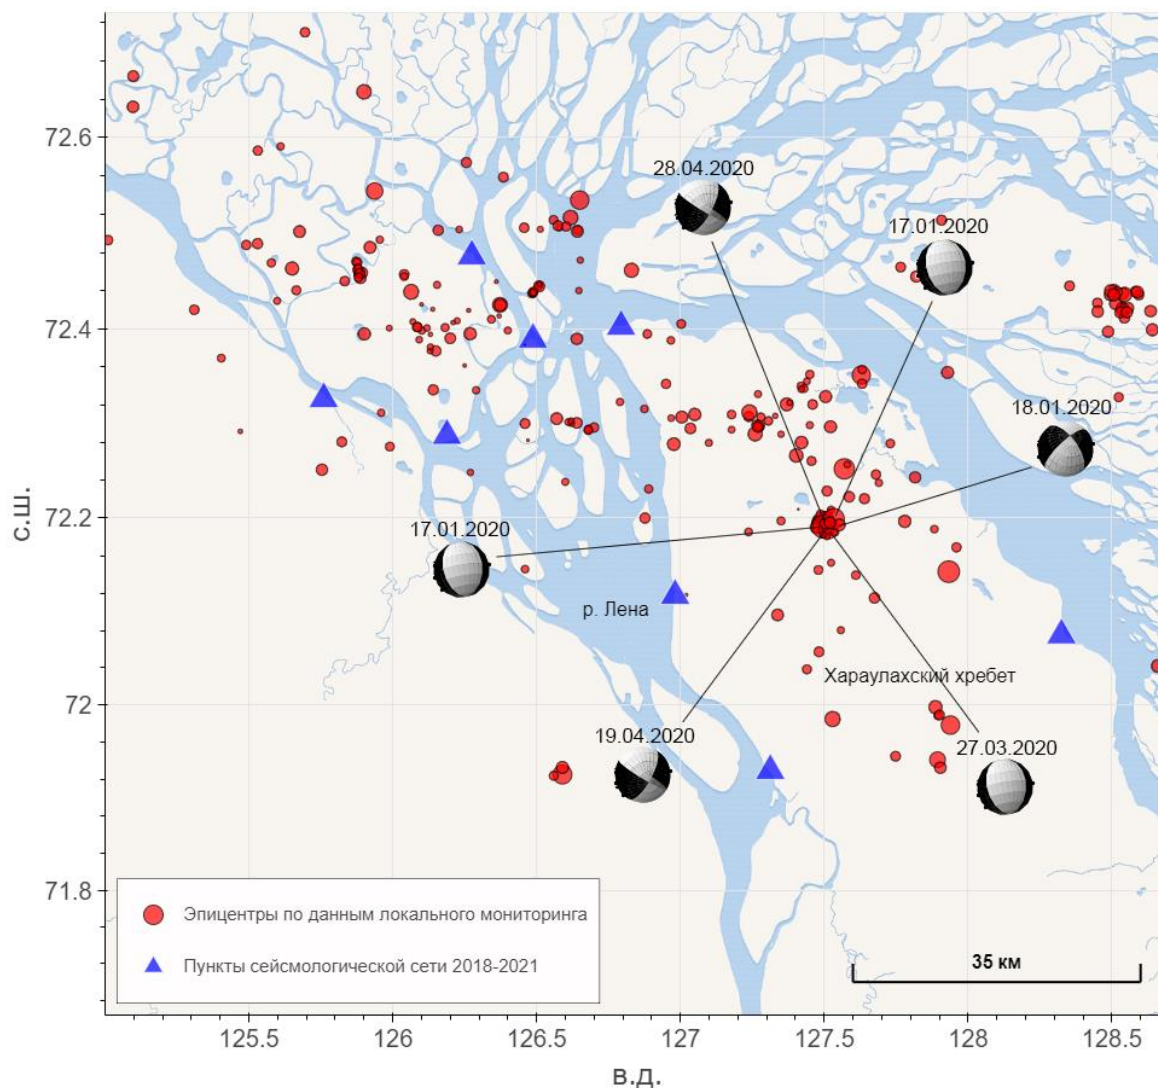 28.04.2020
17.01.2020
18.01.2020
17.01.2020
р. Лена
Хараулахский хребет
19.04.2020
27.03.2020
72.6
72.4
72.2
72
71.8
с.ш.
Эпицентры по данным локального мониторинга
Пункты сейсмологической сети 2018-2021
35 км
125.5
126
126.5
127
127.5
128
128.5
в.д.